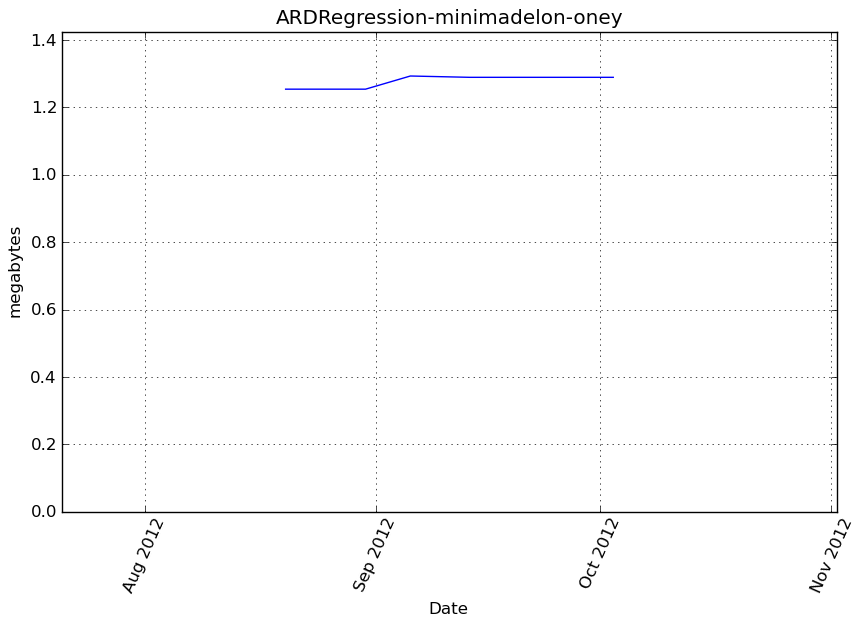 ARDRegression-minimadelon-oney
1.4
1.2
1.0
0.8
0.6
0.4
0.2
0.0
megabytes
Aug 2012
Sep 2012
Oct 2012
Nov 2012
Date